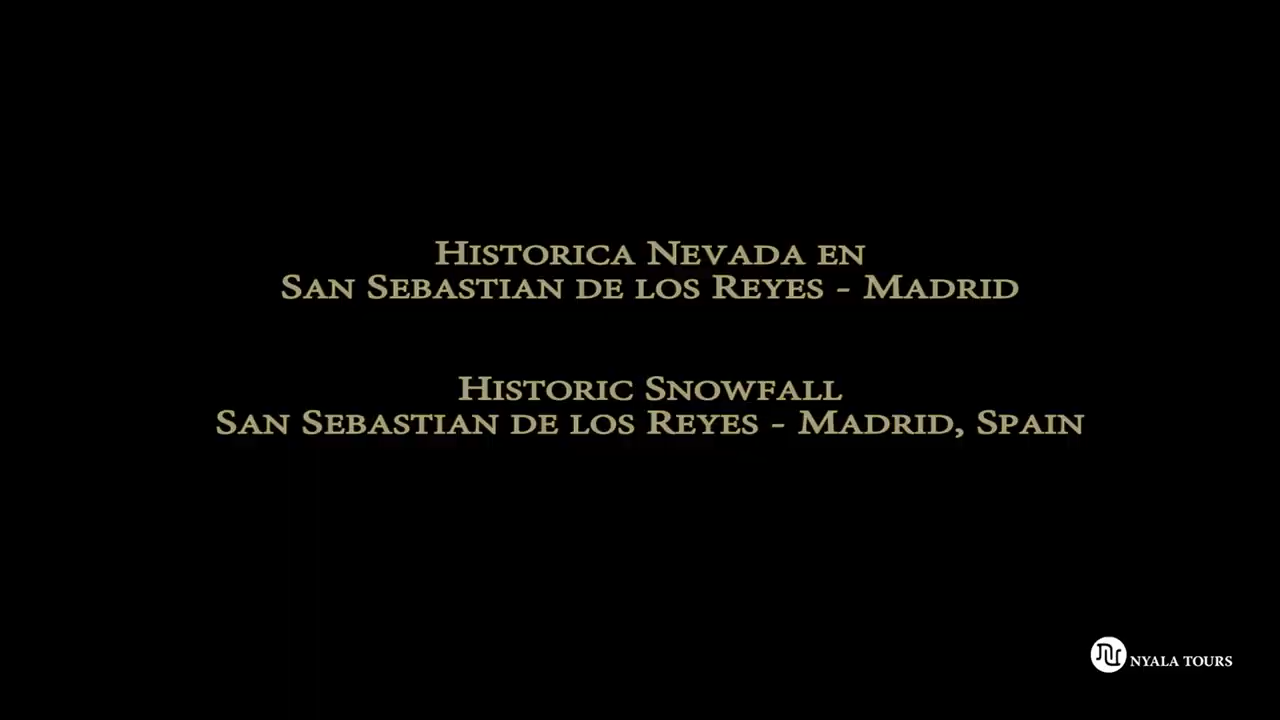 Historica Nevada en
San Sebastian de los Reyes - Madrid
Historic Snowfall
San Sebastian de los Reyes - Madrid, Spain
NYALA TOURS